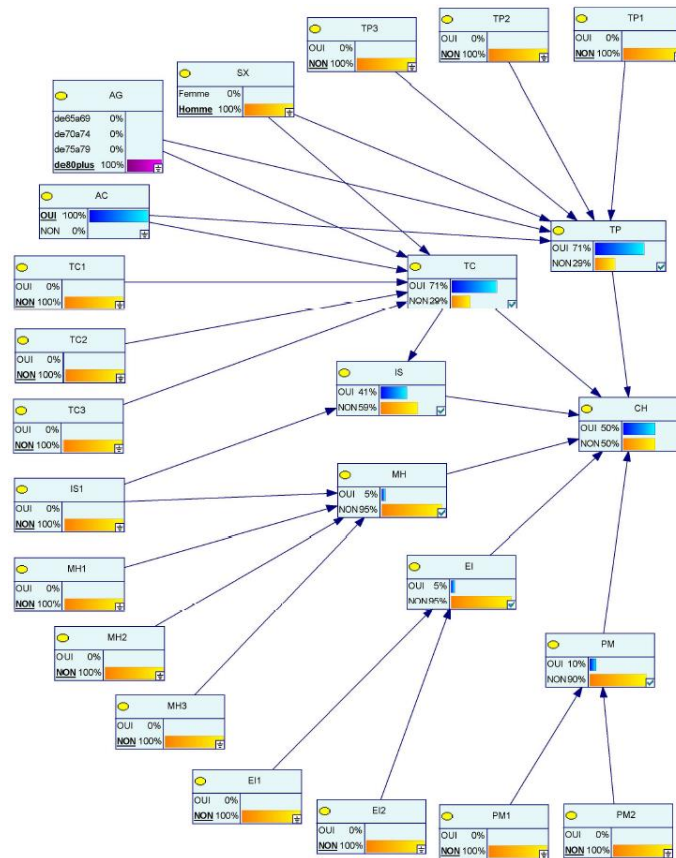 TP3
OUI 0%
NON 100%
TP2
OUI 0%
NON 100%
TP1
OUI 0%
NON 100%
SX
Femme 0%
Homme 100%
AG
de65a69 0%
de70a74 0%
de75a79 0%
de80plus 100%
AC
OUI 100%
NON 0%
TP
OUI 71%
NON 29%
TC1
OUI 0%
NON 100%
TC
OUI 71%
NON 29%
TC2
OUI 0%
NON 100%
IS
OUI 41%
NON 59%
TC3
OUI 0%
NON 100%
CH
OUI 50%
NON 50%
IS1
OUI 0%
NON 100%
MH
OUI 5%
NON 95%
MH1
OUI 0%
NON 100%
EI
OUI 5%
NON 95%
MH2
OUI 0%
NON 100%
PM
OUI 10%
NON 90%
MH3
OUI 0%
NON 100%
EI1
OUI 0%
NON 100%
EI2
OUI 0%
NON 100%
PM1
OUI 0%
NON 100%
PM2
OUI 0%
NON 100%